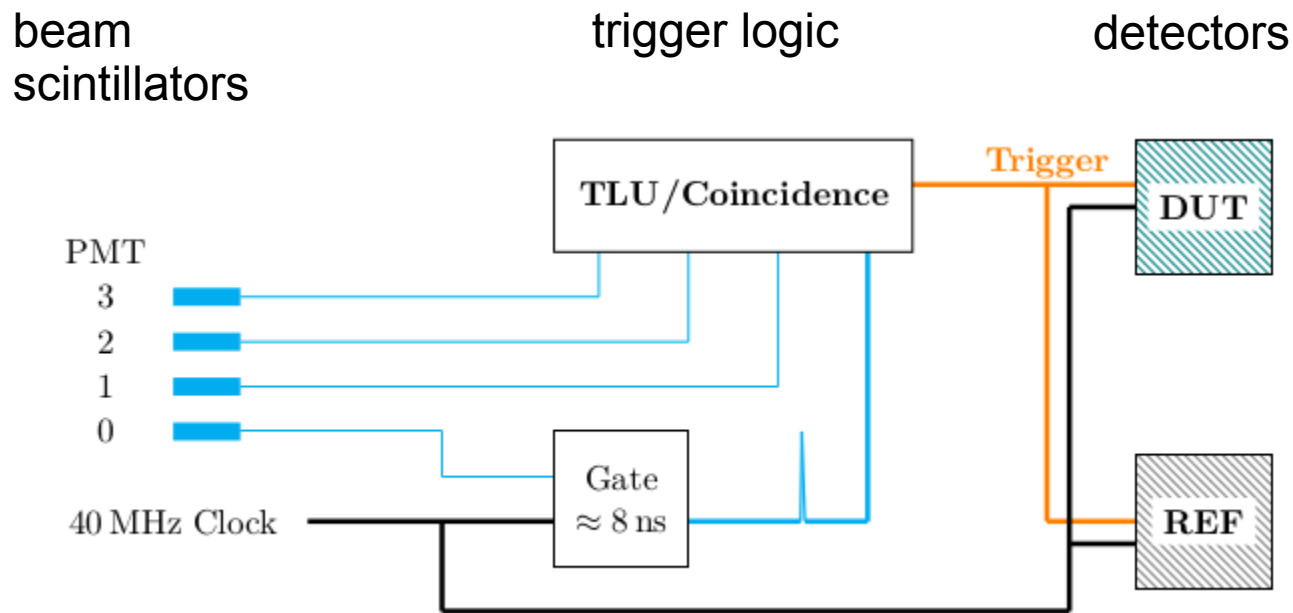 beam
scintillators
trigger logic
detectors
TLU/Coincidence
Trigger
DUT
PMT
3
2
1
0
Gate
≈ 8 ns
40 MHz Clock
REF